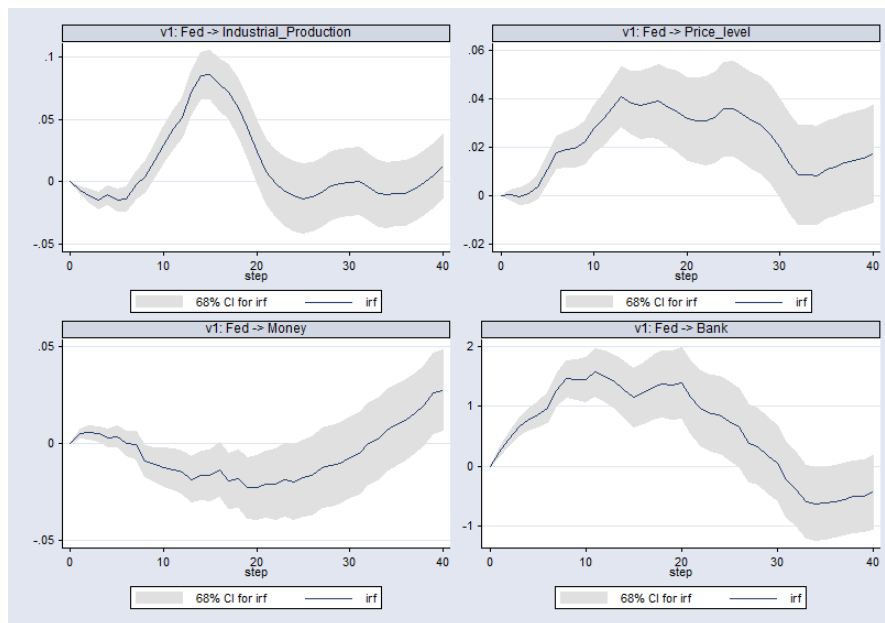 v1: Fed -> Industrial_Production
.1
.05
0
-.05
0
10
20
30
40
step
68% CI for irf
irf
v1: Fed -> Price_level
.06
.04
.02
0
-.02
0
10
20
30
40
step
68% CI for irf
irf
v1: Fed -> Money
.05
0
-.05
0
10
20
30
40
step
68% CI for irf
irf
v1: Fed -> Bank
2
1
0
-1
0
10
20
30
40
step
68% CI for irf
irf